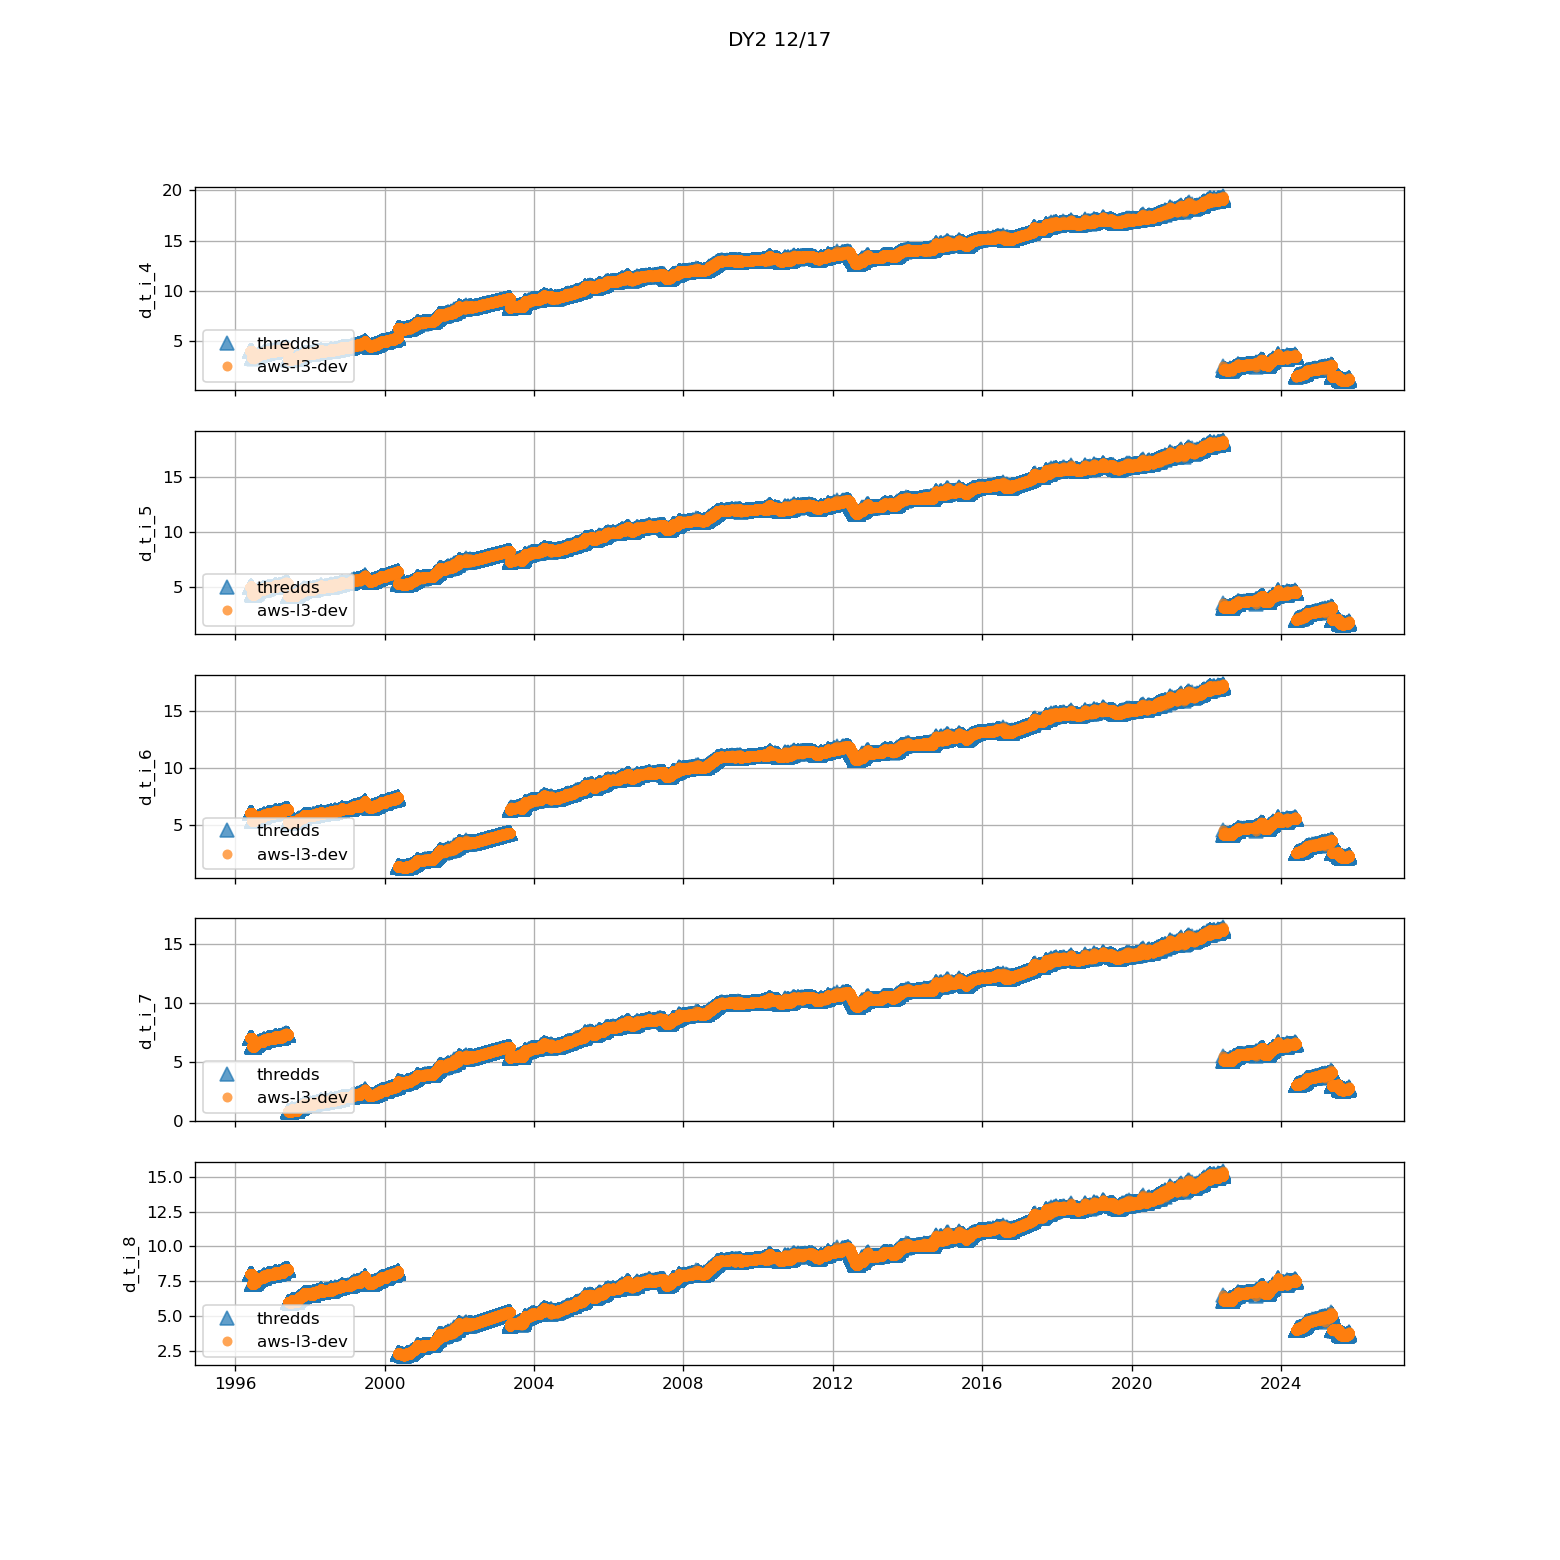 DY2 12/17
20
15
10
5
d_t_i_4
thredds
aws-l3-dev
15
10
5
d_t_i_5
thredds
aws-l3-dev
15
10
5
d_t_i_6
thredds
aws-l3-dev
15
10
5
0
d_t_i_7
thredds
aws-l3-dev
15.0
12.5
10.0
7.5
5.0
2.5
d_t_i_8
thredds
aws-l3-dev
1996 2000 2004 2008 2012 2016 2020 2024